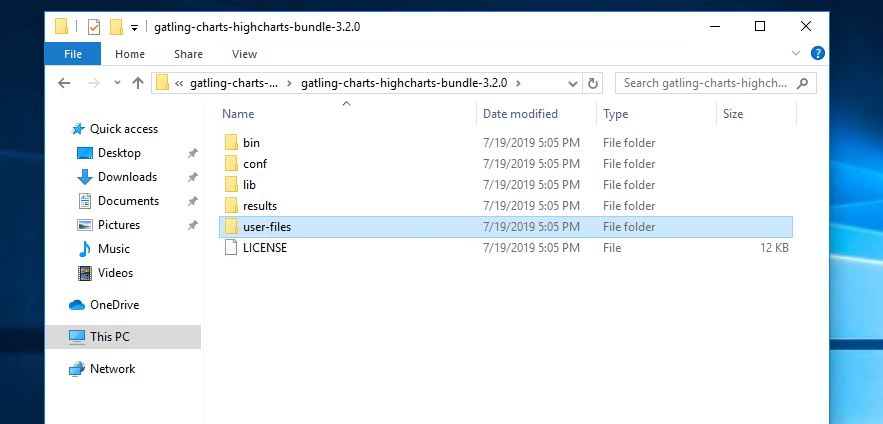 gatling-charts-highcharts-bundle-3.2.0
File Home Share View
« gatling-charts-... > gatling-charts-highcharts-bundle-3.2.0 > Search gatling-charts-highch...
Name Date modified Type Size
Quick access
Desktop
Downloads
Documents
Pictures
Music
Videos
OneDrive
This PC
Network
bin 7/19/2019 5:05 PM File folder
conf 7/19/2019 5:05 PM File folder
lib 7/19/2019 5:05 PM File folder
results 7/19/2019 5:05 PM File folder
user-files 7/19/2019 5:05 PM File folder
LICENSE 7/19/2019 5:05 PM File 12 KB